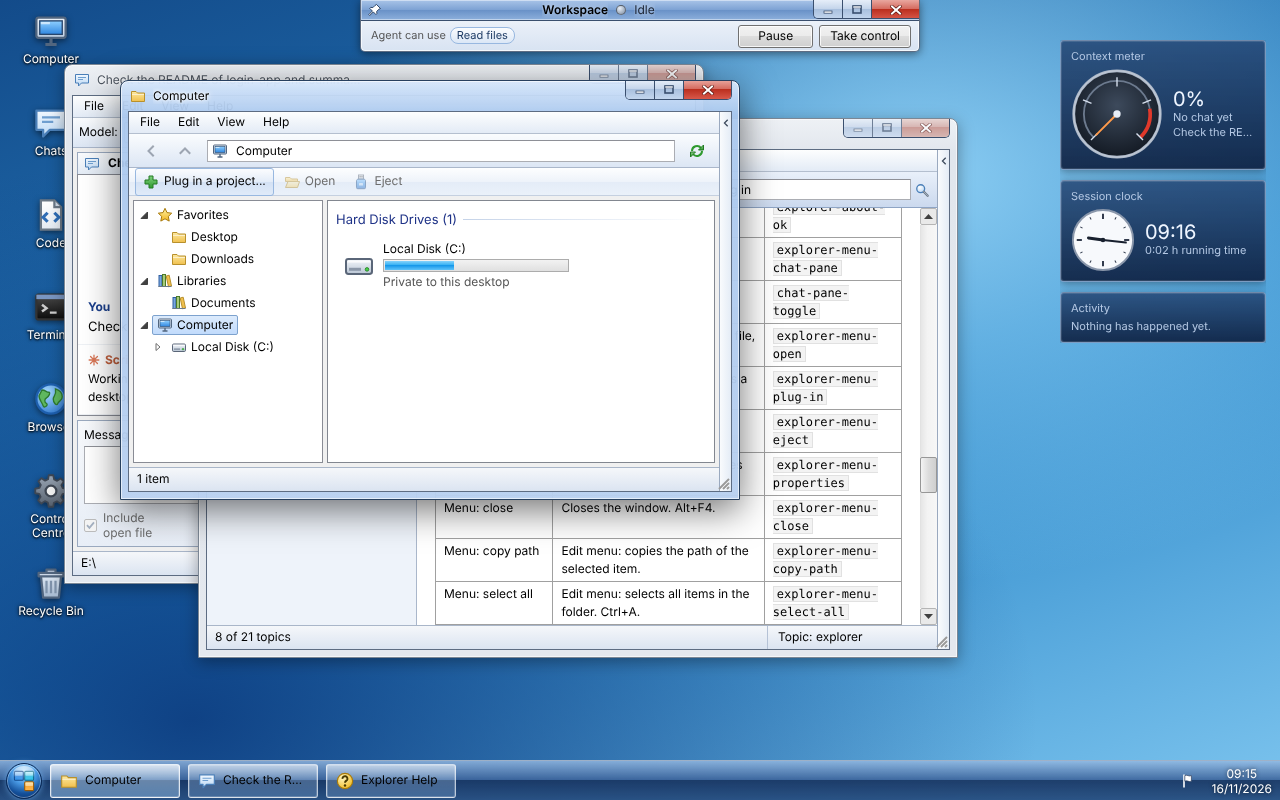 Workspace Idle
Agent can use Read files
Pause Take control
Computer
Chats
Code
Termin
Brows
Contro
Centre
Recycle Bin
Check the README of login-app and summa
File
Model:
You
Chec
Sc
Worki
deskt
Messa
Include
open file
E:\
Computer
File Edit View Help
Computer
Plug in a project... Open Eject
Favorites
Desktop
Downloads
Libraries
Documents
Computer
Local Disk (C:)
Hard Disk Drives (1)
Local Disk (C:)
Private to this desktop
1 item
in
explorer-about-
ok
explorer-menu-
chat-pane
chat-pane-
toggle
ile,
explorer-menu-
open
a
explorer-menu-
plug-in
explorer-menu-
eject
s
explorer-menu-
properties
Menu: close Closes the window. Alt+F4. explorer-menu-
close
Menu: copy path Edit menu: copies the path of the explorer-menu-
selected item. copy-path
Menu: select all Edit menu: selects all items in the explorer-menu-
folder. Ctrl+A. select-all
8 of 21 topics Topic: explorer
Context meter
0%
No chat yet
Check the RE...
Session clock
09:16
0:02 h running time
Activity
Nothing has happened yet.
Computer Check the R... Explorer Help
09:15
16/11/2026